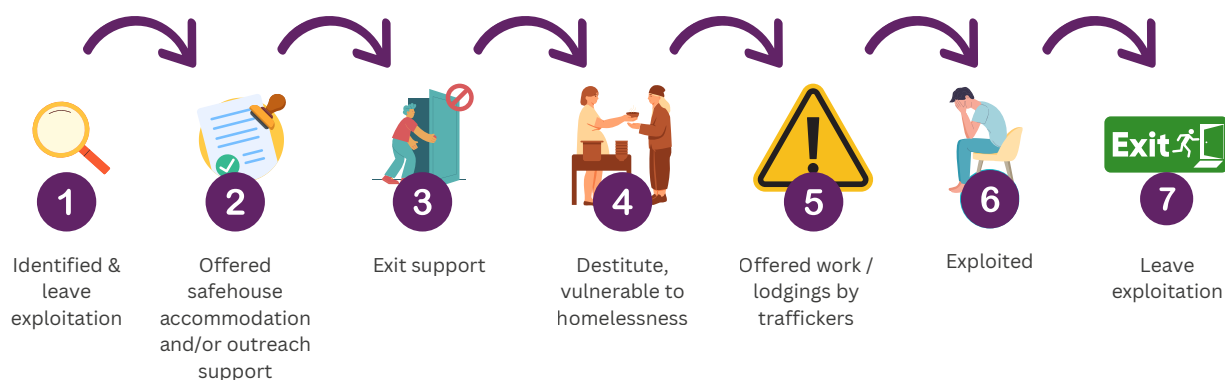 Exit
1
2
3
4
5
6
7
Identified &
leave
exploitation
Offered
safehouse
accommodation
and/or outreach
support
Exit support
Destitute,
vulnerable to
homelessness
Offered work /
lodgings by
traffickers
Exploited
Leave
exploitation